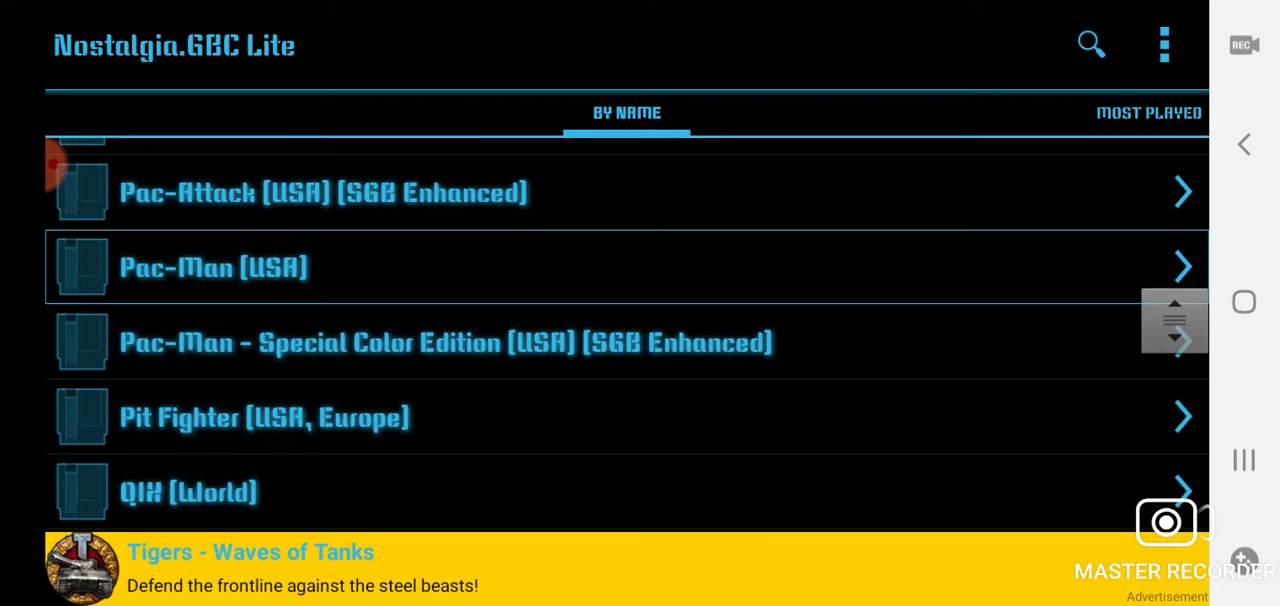 Nostalgia.GBC Lite
REC
BY NAME
MOST PLAYED
Pac-Attack [USA] [SGB Enhanced]
Pac-Man [USA]
Pac-Man - Special Color Edition [USA] [SGB Enhanced]
Pit Fighter [USA, Europe]
QIX [World]
Tigers - Waves of Tanks
Defend the frontline against the steel beasts!
MASTER RECORDER
Advertisement